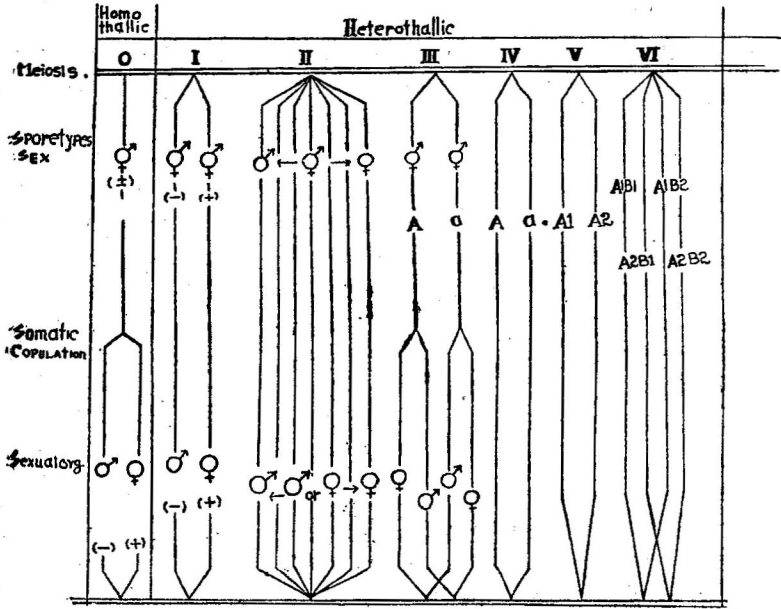 Homo
thallic
Heterothallic
O I II III IV V VI
Meiosis.
Sporetypes
SEX
♂ ← ⚥ → ♀
(±) (-) (+)
A1B1 A1B2
A a A a • A1 A2
A2B1 A2B2
Somatic
COPELATION
Sexualorg
♂ ♀ ♂ ♀ ♂ ← ♂ or ♀ → ♀ ♀ ♂ ♂ ♀
(-) (+)
(-) (+)